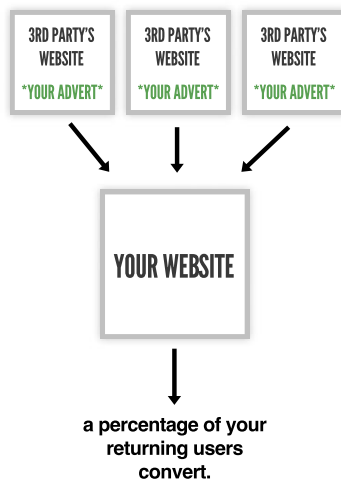 3RD PARTY'S
WEBSITE
*YOUR ADVERT*
3RD PARTY'S
WEBSITE
*YOUR ADVERT*
3RD PARTY'S
WEBSITE
*YOUR ADVERT*
YOUR WEBSITE
a percentage of your
returning users
convert.